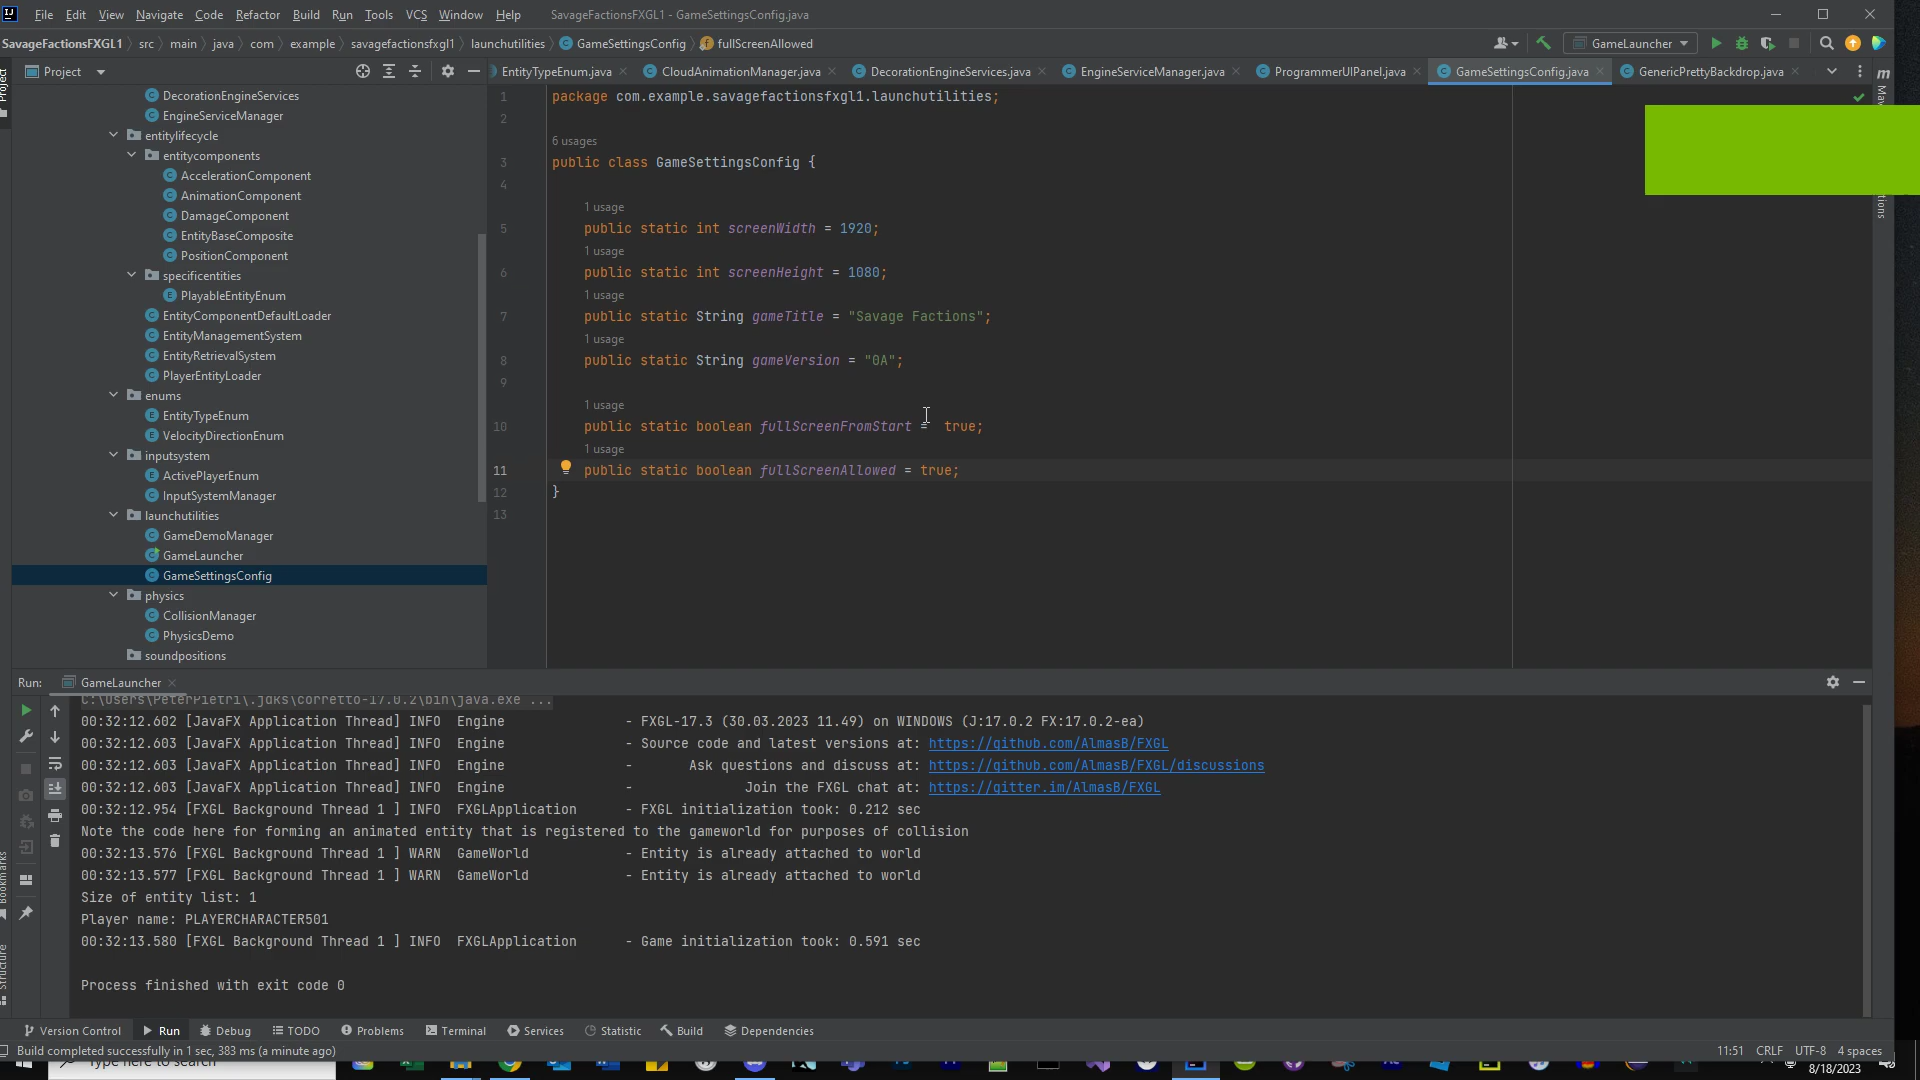 File Edit View Navigate Code Refactor Build Run Tools VCS Window Help SavageFactionsFXGL1 - GameSettingsConfig.java
SavageFactionsFXGL1 src main java com example savagefactionsfxgl1 launchutilities GameSettingsConfig fullScreenAllowed GameLauncher
Project
EntityTypeEnum.java CloudAnimationManager.java DecorationEngineServices.java EngineServiceManager.java ProgrammerUIPanel.java GameSettingsConfig.java GenericPrettyBackdrop.java
DecorationEngineServices
EngineServiceManager
entitylifecycle
entitycomponents
AccelerationComponent
AnimationComponent
DamageComponent
EntityBaseComposite
PositionComponent
specificentities
PlayableEntityEnum
EntityComponentDefaultLoader
EntityManagementSystem
EntityRetrievalSystem
PlayerEntityLoader
enums
EntityTypeEnum
VelocityDirectionEnum
inputsystem
ActivePlayerEnum
InputSystemManager
launchutilities
GameDemoManager
GameLauncher
GameSettingsConfig
physics
CollisionManager
PhysicsDemo
soundpositions
1 package com.example.savagefactionsfxgl1.launchutilities;
2
6 usages
3 public class GameSettingsConfig {
4
1 usage
5 public static int screenWidth = 1920;
1 usage
6 public static int screenHeight = 1080;
1 usage
7 public static String gameTitle = "Savage Factions";
1 usage
8 public static String gameVersion = "0A";
9
1 usage
10 public static boolean fullScreenFromStart =  true;
1 usage
11 public static boolean fullScreenAllowed = true;
12 }
13
Project
Run: GameLauncher
C:\Users\PeterPietri\.jdks\corretto-17.0.2\bin\java.exe ...
00:32:12.602 [JavaFX Application Thread] INFO  Engine - FXGL-17.3 (30.03.2023 11.49) on WINDOWS (J:17.0.2 FX:17.0.2-ea)
00:32:12.603 [JavaFX Application Thread] INFO  Engine - Source code and latest versions at: https://github.com/AlmasB/FXGL
00:32:12.603 [JavaFX Application Thread] INFO  Engine - Ask questions and discuss at: https://github.com/AlmasB/FXGL/discussions
00:32:12.603 [JavaFX Application Thread] INFO  Engine - Join the FXGL chat at: https://gitter.im/AlmasB/FXGL
00:32:12.954 [FXGL Background Thread 1 ] INFO  FXGLApplication - FXGL initialization took: 0.212 sec
Note the code here for forming an animated entity that is registered to the gameworld for purposes of collision
00:32:13.576 [FXGL Background Thread 1 ] WARN  GameWorld - Entity is already attached to world
00:32:13.577 [FXGL Background Thread 1 ] WARN  GameWorld - Entity is already attached to world
Size of entity list: 1
Player name: PLAYERCHARACTER501
00:32:13.580 [FXGL Background Thread 1 ] INFO  FXGLApplication - Game initialization took: 0.591 sec
Process finished with exit code 0
Bookmarks
Structure
Version Control Run Debug TODO Problems Terminal Services Statistic Build Dependencies
Build completed successfully in 1 sec, 383 ms (a minute ago) 11:51 CRLF UTF-8 4 spaces
Type here to search
8/18/2023